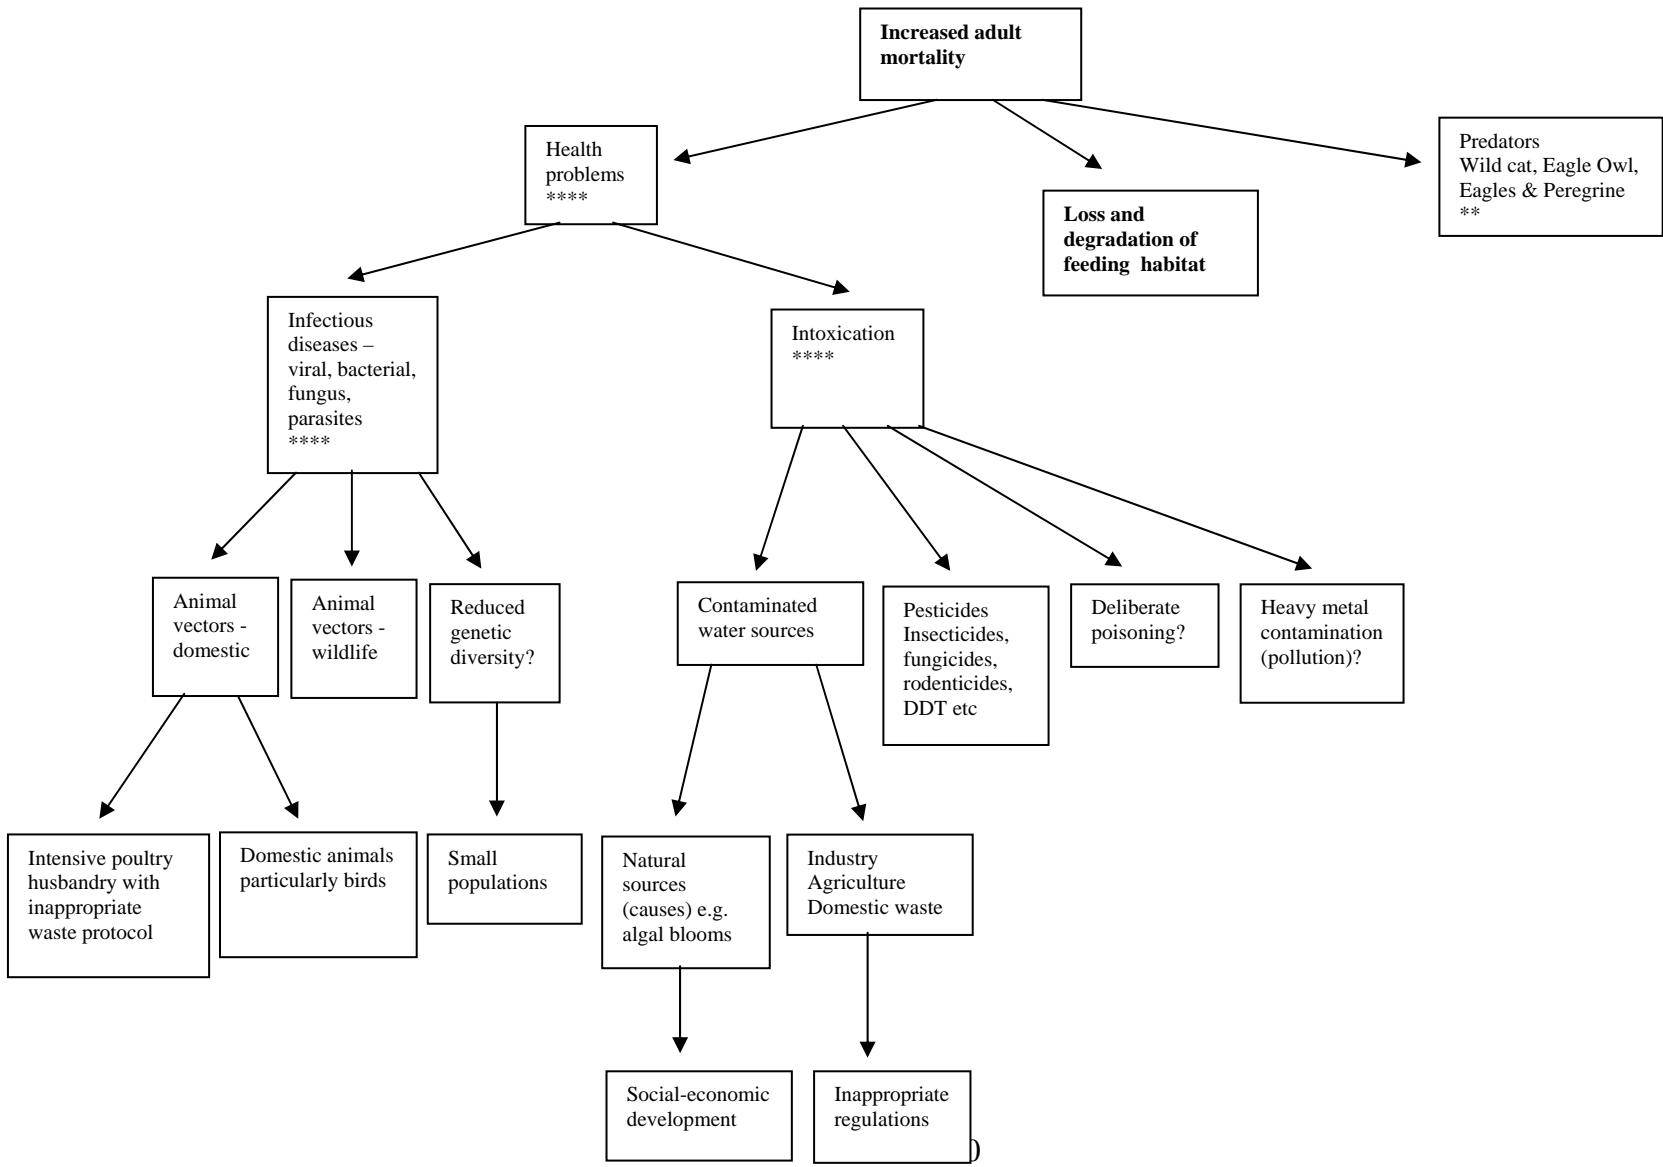 Increased adult
mortality
Health
problems
****
Predators
Wild cat, Eagle Owl,
Eagles & Peregrine
**
Loss and
degradation of
feeding habitat
Infectious
diseases –
viral, bacterial,
fungus,
parasites
****
Intoxication
****
Animal
vectors -
domestic
Animal
vectors -
wildlife
Reduced
genetic
diversity?
Contaminated
water sources
Pesticides
Insecticides,
fungicides,
rodenticides,
DDT etc
Deliberate
poisoning?
Heavy metal
contamination
(pollution)?
Intensive poultry
husbandry with
inappropriate
waste protocol
Domestic animals
particularly birds
Small
populations
Natural
sources
(causes) e.g.
algal blooms
Industry
Agriculture
Domestic waste
Social-economic
development
Inappropriate
regulations